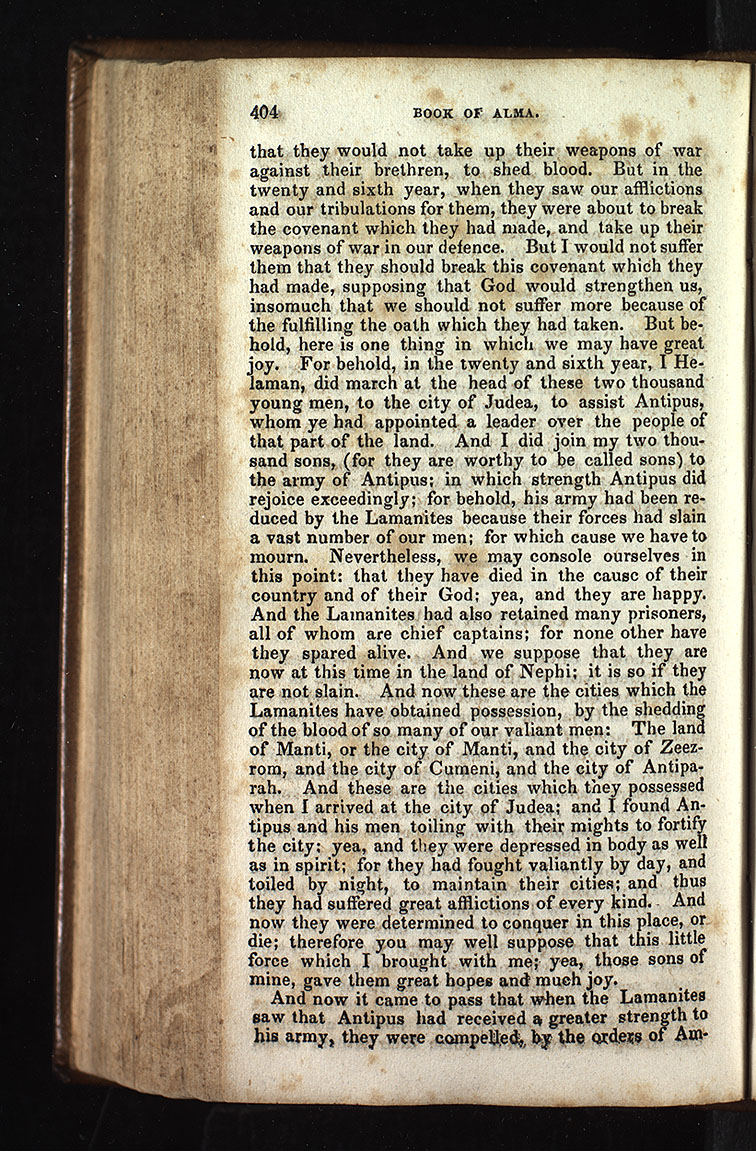 404 BOOK OF ALMA.
that they would not take up their weapons of war
against their brethren, to shed blood. But in the
twenty and sixth year, when they saw our afflictions
and our tribulations for them, they were about to break
the covenant which they had made, and take up their
weapons of war in our defence. But I would not suffer
them that they should break this covenant which they
had made, supposing that God would strengthen us,
insomuch that we should not suffer more because of
the fulfilling the oath which they had taken. But be-
hold, here is one thing in which we may have great
joy. For behold, in the twenty and sixth year, I He-
laman, did march at the head of these two thousand
young men, to the city of Judea, to assist Antipus,
whom ye had appointed a leader over the people of
that part of the land. And I did join my two thou-
sand sons, (for they are worthy to be called sons) to
the army of Antipus; in which strength Antipus did
rejoice exceedingly; for behold, his army had been re-
duced by the Lamanites because their forces had slain
a vast number of our men; for which cause we have to
mourn. Nevertheless, we may console ourselves in
this point: that they have died in the cause of their
country and of their God; yea, and they are happy.
And the Lamanites had also retained many prisoners,
all of whom are chief captains; for none other have
they spared alive. And we suppose that they are
now at this time in the land of Nephi; it is so if they
are not slain. And now these are the cities which the
Lamanites have obtained possession, by the shedding
of the blood of so many of our valiant men: The land
of Manti, or the city of Manti, and the city of Zeez-
rom, and the city of Cumeni, and the city of Antipa-
rah. And these are the cities which they possessed
when I arrived at the city of Judea; and I found An-
tipus and his men toiling with their mights to fortify
the city: yea, and they were depressed in body as well
as in spirit; for they had fought valiantly by day, and
toiled by night, to maintain their cities; and thus
they had suffered great afflictions of every kind. And
now they were determined to conquer in this place, or
die; therefore you may well suppose that this little
force which I brought with me; yea, those sons of
mine, gave them great hopes and much joy.
And now it came to pass that when the Lamanites
saw that Antipus had received a greater strength to
his army, they were compelled, by the orders of Am-